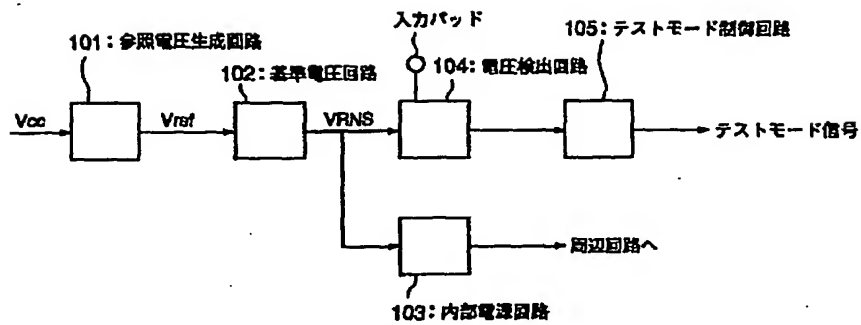 入力パッド
101:参照電圧生成回路
105:テストモード制御回路
102:基準電圧回路
104:電圧検出回路
Vcc
Vref
VRNS
テストモード信号
周辺回路へ
103:内部電源回路